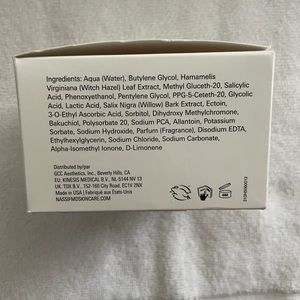 Ingredients: Aqua (Water), Butylene Glycol, Hamamelis
Virginiana (Witch Hazel) Leaf Extract, Methyl Gluceth-20, Salicylic
Acid, Phenoxyethanol, Pentylene Glycol, PPG-5-Ceteth-20, Glycolic
Acid, Lactic Acid, Salix Nigra (Willow) Bark Extract, Ectoin,
3-O-Ethyl Ascorbic Acid, Sorbitol, Dihydroxy Methylchromone,
Bakuchiol, Polysorbate 20, Sodium PCA, Allantoin, Potassium
Sorbate, Sodium Hydroxide, Parfum (Fragrance), Disodium EDTA,
Ethylhexylglycerin, Sodium Chloride, Sodium Carbonate,
Alpha-Isomethyl Ionone, D-Limonene
Distributed by/par
GCC Aesthetics, Inc., Beverly Hills, CA
EU: KINESIS MEDICAL B.V., NL-5144 NV 13
UK: TDX B.V., 152-160 City Road, EC1V 2NX
Made in USA | Fabriqué aux États-Unis
NASSIFMDSKINCARE.COM